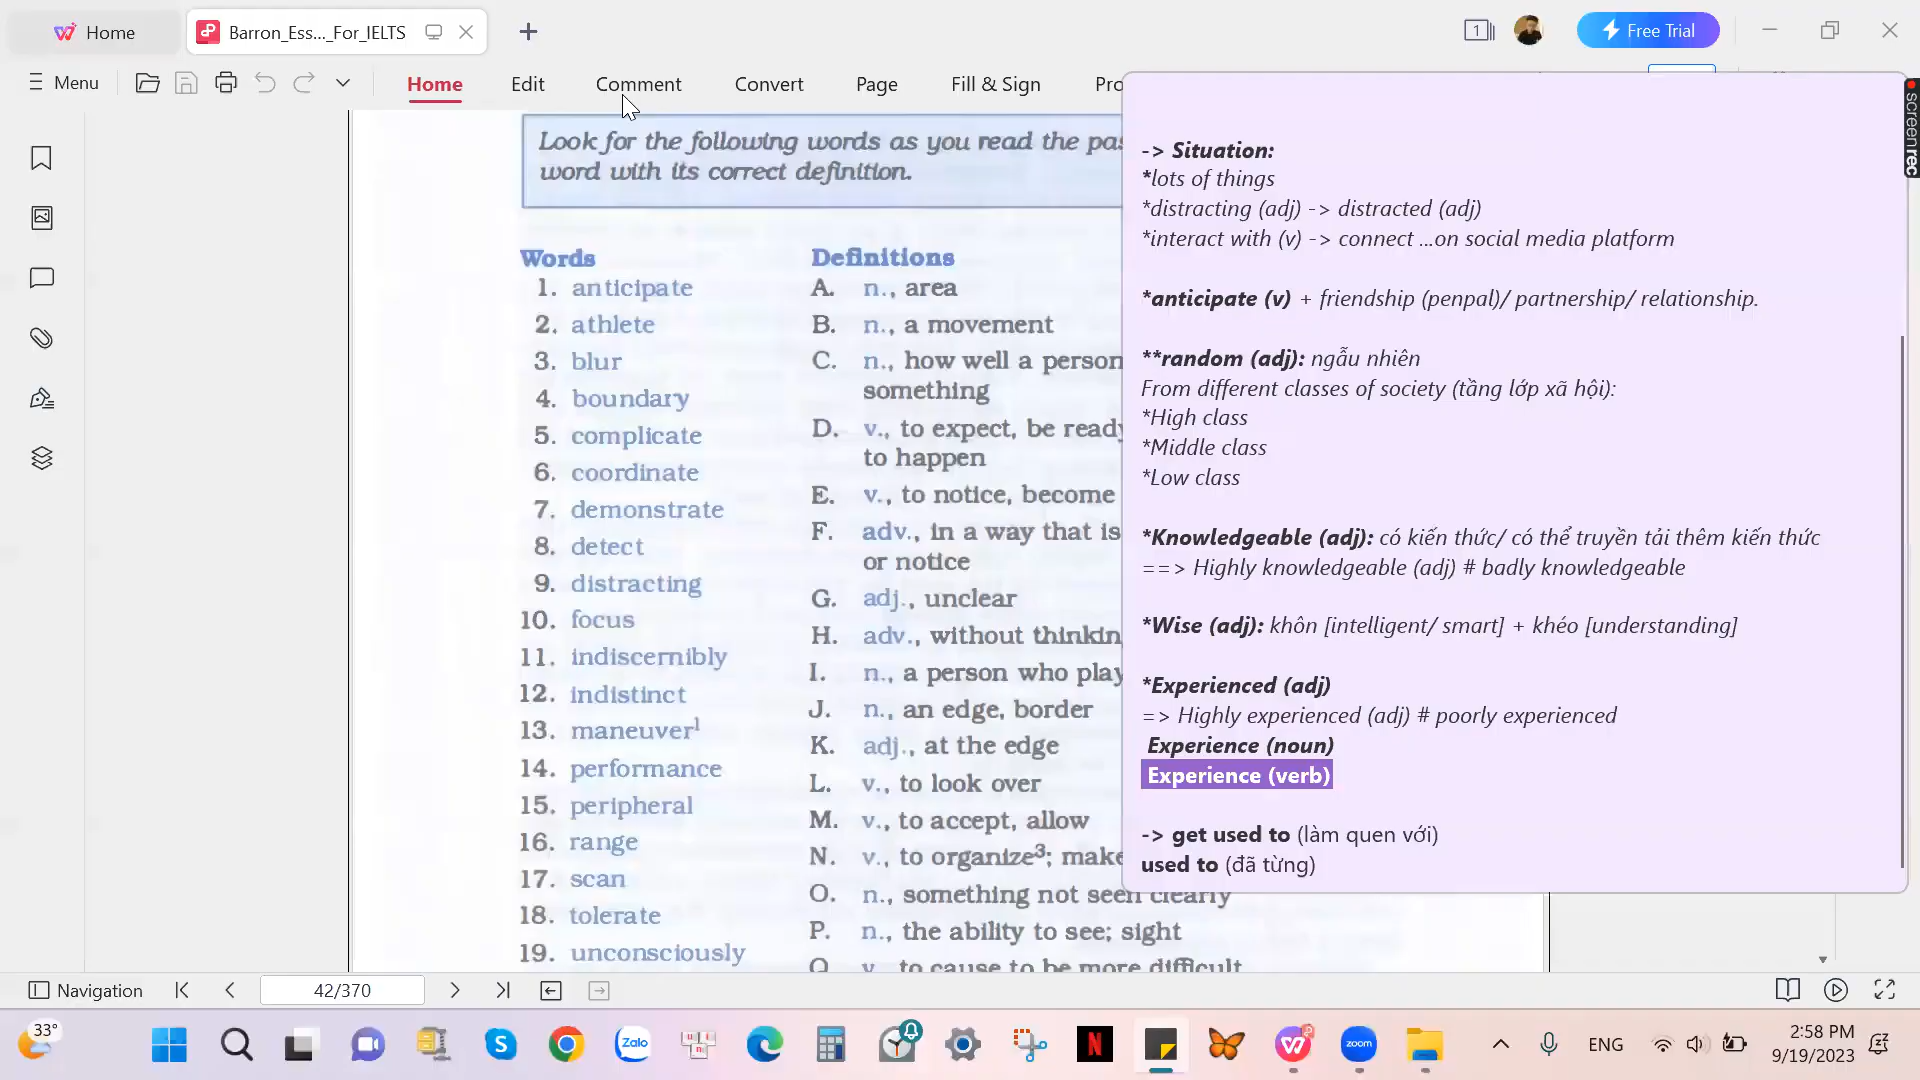 Home
Barron_Ess..._For_IELTS
1
Free Trial
Menu
Home
Edit
Comment
Convert
Page
Fill & Sign
Look for the following words as you read the
word with its correct definition.
Words
Definitions
1. anticipate
2. athlete
3. blur
4. boundary
5. complicate
6. coordinate
7. demonstrate
8. detect
9. distracting
10. focus
11. indiscernibly
12. indistinct
13. maneuver¹
14. performance
15. peripheral
16. range
17. scan
18. tolerate
19. unconsciously
A. n., area
B. n., a movement
C. n., how well a person
something
D. v., to expect, be ready
to happen
E. v., to notice, become
F. adv., in a way that is
or notice
G. adj., unclear
H. adv., without
I. n., a person who
J. n., an edge, border
K. adj., at the edge
L. v., to look over
M. v., to accept, allow
N. v., to organize³; make
O. n., something not seen clearly
P. n., the ability to see; sight
Q. v., to cause to be more difficult
-> Situation:
*lots of things
*distracting (adj) -> distracted (adj)
*interact with (v) -> connect ...on social media platform
*anticipate (v) + friendship (penpal)/ partnership/ relationship.
**random (adj): ngẫu nhiên
From different classes of society (tầng lớp xã hội):
*High class
*Middle class
*Low class
*Knowledgeable (adj): có kiến thức/ có thể truyền tải thêm kiến thức
==> Highly knowledgeable (adj) # badly knowledgeable
*Wise (adj): khôn [intelligent/ smart] + khéo [understanding]
*Experienced (adj)
=> Highly experienced (adj) # poorly experienced
Experience (noun)
Experience (verb)
-> get used to (làm quen với)
used to (đã từng)
screenrec
Navigation
42/370
33°
Zalo
zoom
ENG
2:58 PM
9/19/2023